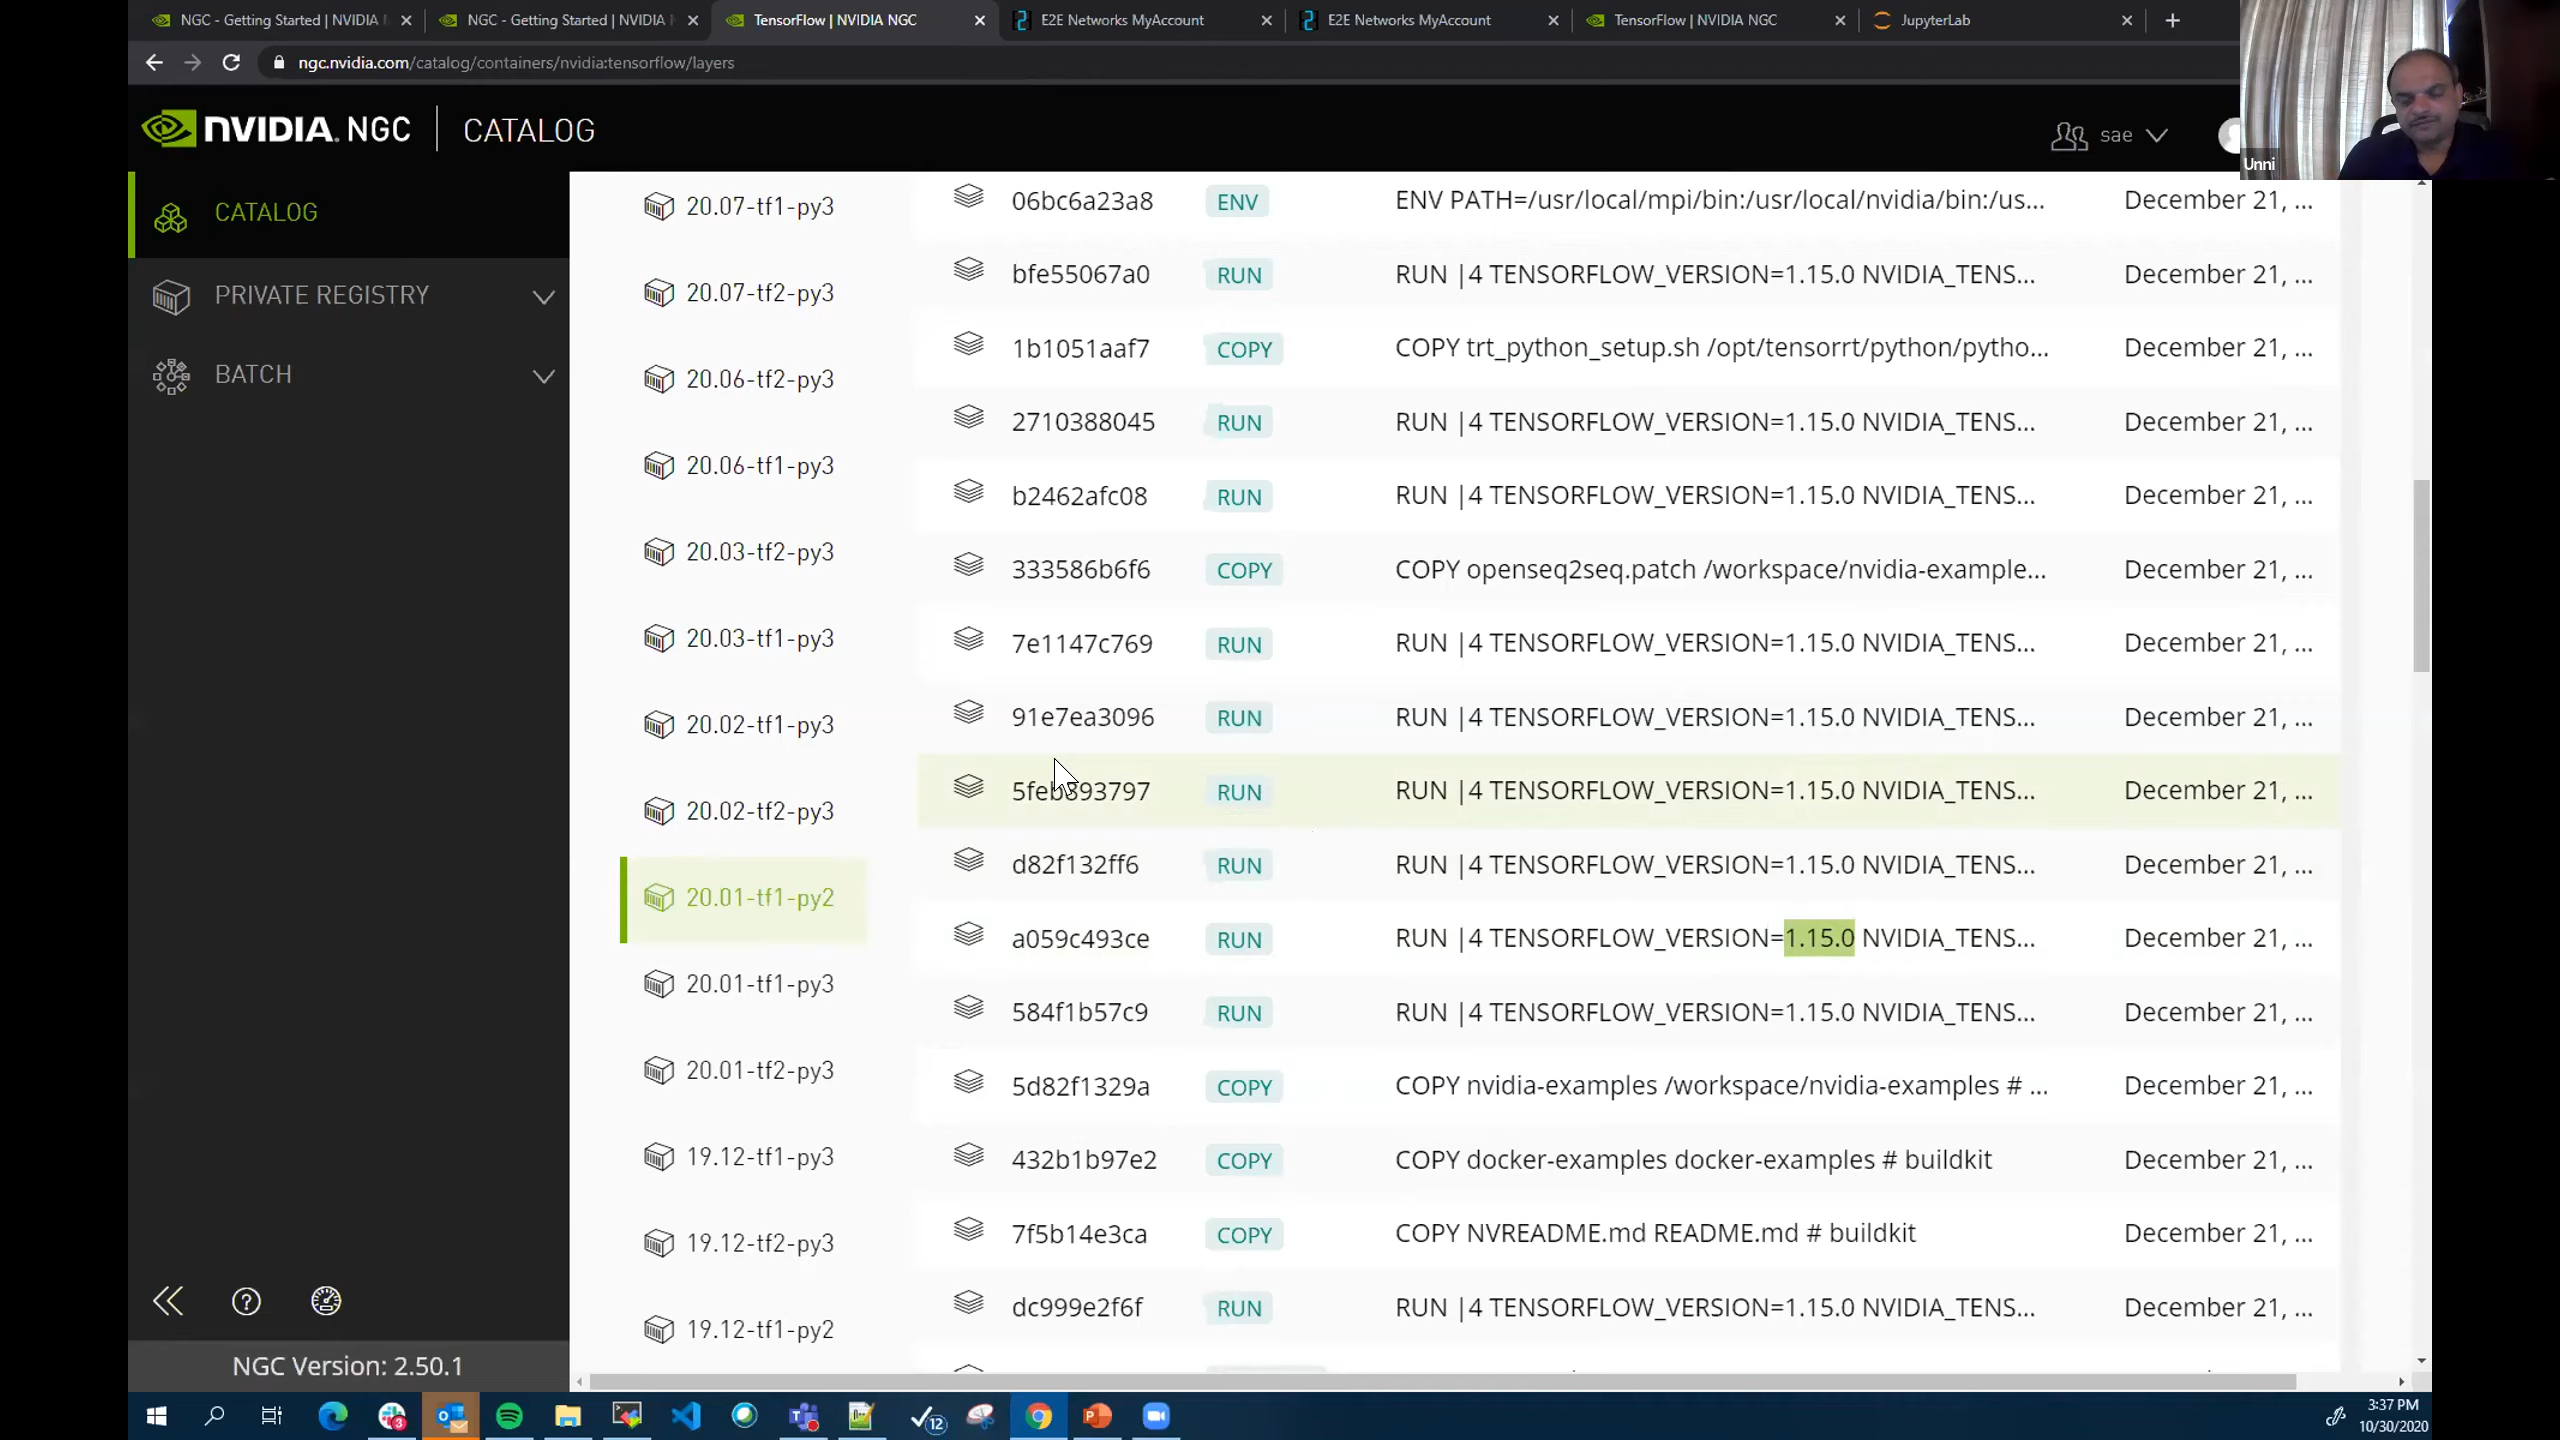 NGC - Getting Started | NVIDIA
NGC - Getting Started | NVIDIA
TensorFlow | NVIDIA NGC
E2E Networks MyAccount
E2E Networks MyAccount
TensorFlow | NVIDIA NGC
JupyterLab
ngc.nvidia.com/catalog/containers/nvidia:tensorflow/layers
NVIDIA. NGC | CATALOG
sae
Unni
CATALOG
PRIVATE REGISTRY
BATCH
20.07-tf1-py3
20.07-tf2-py3
20.06-tf2-py3
20.06-tf1-py3
20.03-tf2-py3
20.03-tf1-py3
20.02-tf1-py3
20.02-tf2-py3
20.01-tf1-py2
20.01-tf1-py3
20.01-tf2-py3
19.12-tf1-py3
19.12-tf2-py3
19.12-tf1-py2
06bc6a23a8 ENV ENV PATH=/usr/local/mpi/bin:/usr/local/nvidia/bin:/us... December 21, ...
bfe55067a0 RUN RUN |4 TENSORFLOW_VERSION=1.15.0 NVIDIA_TENS... December 21, ...
1b1051aaf7 COPY COPY trt_python_setup.sh /opt/tensorrt/python/pytho... December 21, ...
2710388045 RUN RUN |4 TENSORFLOW_VERSION=1.15.0 NVIDIA_TENS... December 21, ...
b2462afc08 RUN RUN |4 TENSORFLOW_VERSION=1.15.0 NVIDIA_TENS... December 21, ...
333586b6f6 COPY COPY openseq2seq.patch /workspace/nvidia-example... December 21, ...
7e1147c769 RUN RUN |4 TENSORFLOW_VERSION=1.15.0 NVIDIA_TENS... December 21, ...
91e7ea3096 RUN RUN |4 TENSORFLOW_VERSION=1.15.0 NVIDIA_TENS... December 21, ...
RUN RUN |4 TENSORFLOW_VERSION=1.15.0 NVIDIA_TENS... December 21, ...
d82f132ff6 RUN RUN |4 TENSORFLOW_VERSION=1.15.0 NVIDIA_TENS... December 21, ...
a059c493ce RUN RUN |4 TENSORFLOW_VERSION=1.15.0 NVIDIA_TENS... December 21, ...
584f1b57c9 RUN RUN |4 TENSORFLOW_VERSION=1.15.0 NVIDIA_TENS... December 21, ...
5d82f1329a COPY COPY nvidia-examples /workspace/nvidia-examples # ... December 21, ...
432b1b97e2 COPY COPY docker-examples docker-examples # buildkit December 21, ...
7f5b14e3ca COPY COPY NVREADME.md README.md # buildkit December 21, ...
dc999e2f6f RUN RUN |4 TENSORFLOW_VERSION=1.15.0 NVIDIA_TENS... December 21, ...
NGC Version: 2.50.1
3
12
3:37 PM
10/30/2020